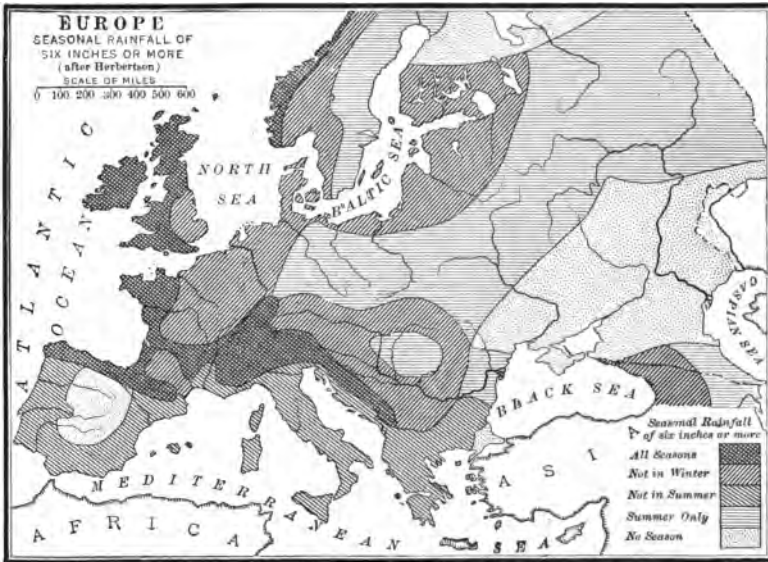 EUROPE
SEASONAL RAINFALL OF
SIX INCHES OR MORE
(after Herbertson)
SCALE OF MILES
0 100 200 300 400 500 600
ATLANTIC
OCEAN
NORTH
SEA
BALTIC SEA
CASPIAN SEA
BLACK SEA
MEDITERRANEAN
SEA
AFRICA
ASIA
Seasonal Rainfall
of six inches or more
All Seasons
Not in Winter
Not in Summer
Summer Only
No Season